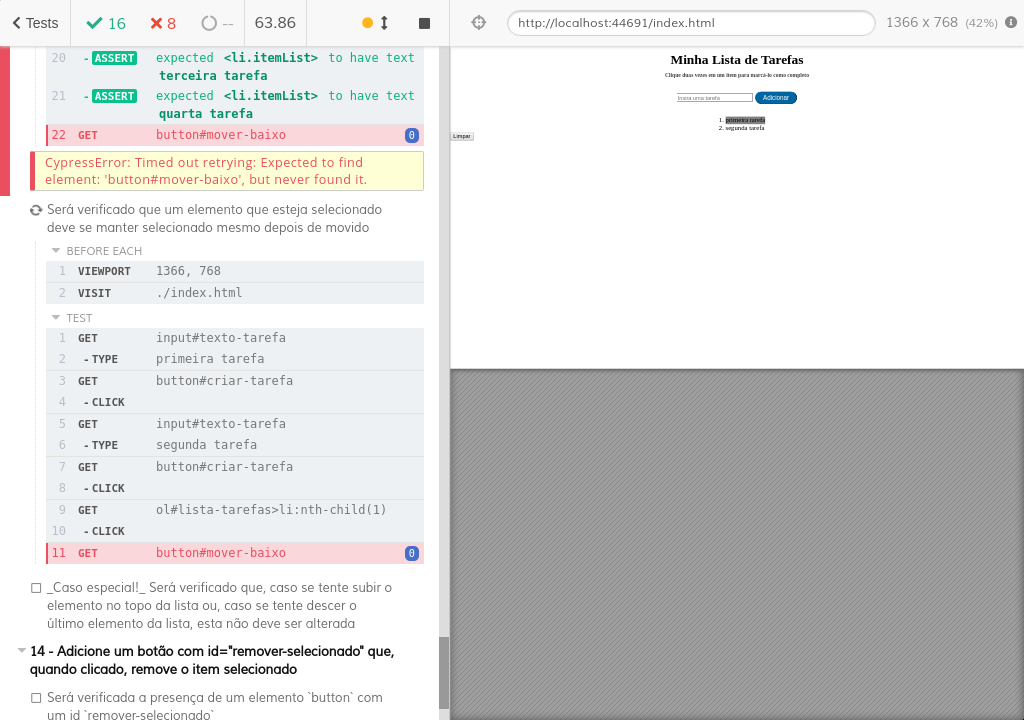 Tests
16
8
--
63.86
http://localhost:44691/index.html
1366 x 768 (42%)
20 - ASSERT expected <li.itemList> to have text
terceira tarefa
21 - ASSERT expected <li.itemList> to have text
quarta tarefa
22 GET button#mover-baixo 0
CypressError: Timed out retrying: Expected to find
element: 'button#mover-baixo', but never found it.
Será verificado que um elemento que esteja selecionado
deve se manter selecionado mesmo depois de movido
BEFORE EACH
1 VIEWPORT 1366, 768
2 VISIT ./index.html
TEST
1 GET input#texto-tarefa
2 - TYPE primeira tarefa
3 GET button#criar-tarefa
4 - CLICK
5 GET input#texto-tarefa
6 - TYPE segunda tarefa
7 GET button#criar-tarefa
8 - CLICK
9 GET ol#lista-tarefas>li:nth-child(1)
10 - CLICK
11 GET button#mover-baixo 0
_Caso especial!_ Será verificado que, caso se tente subir o
elemento no topo da lista ou, caso se tente descer o
último elemento da lista, esta não deve ser alterada
14 - Adicione um botão com id="remover-selecionado" que,
quando clicado, remove o item selecionado
Será verificada a presença de um elemento `button` com
um id `remover-selecionado`
Minha Lista de Tarefas
Clique duas vezes em um item para marcá-lo como completo
Insira uma tarefa
Adicionar
1. primeira tarefa
2. segunda tarefa
Limpar